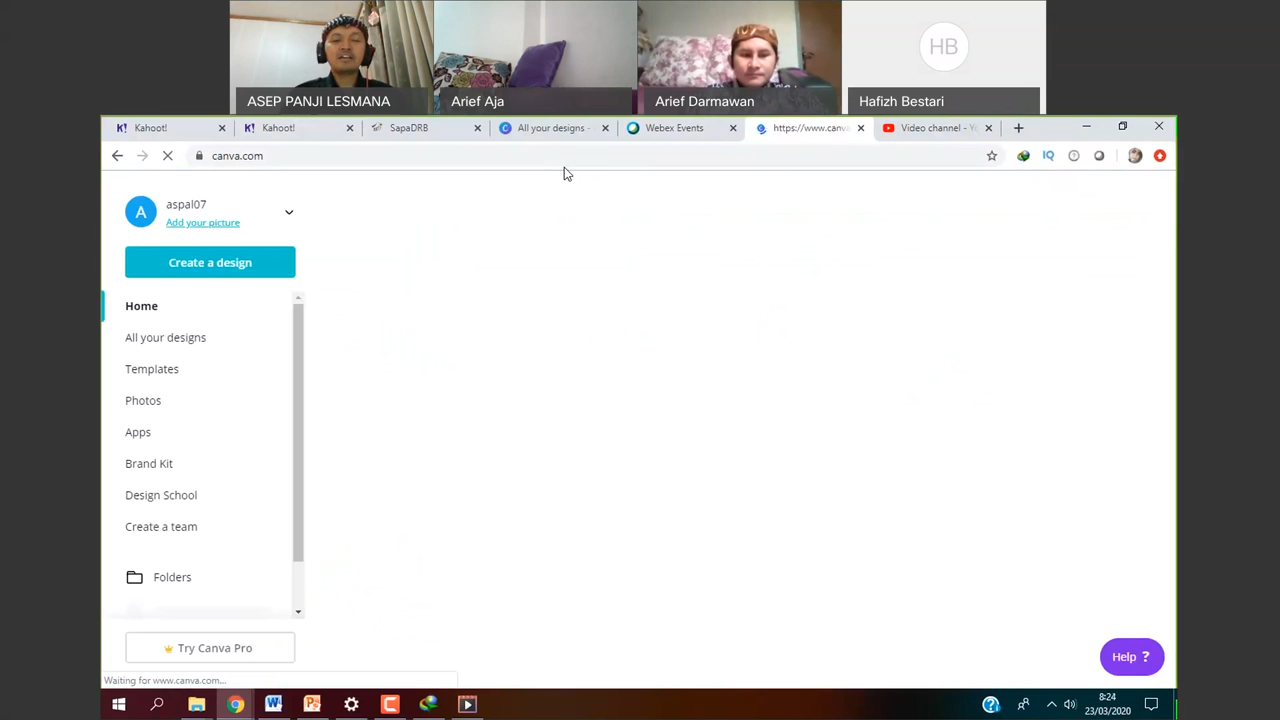 HB
ASEP PANJI LESMANA
Arief Aja
Arief Darmawan
Hafizh Bestari
Kahoot!
Kahoot!
SapaDRB
All your designs -
Webex Events
https://www.canva
Video channel - Yo
canva.com
A
aspal07
Add your picture
Create a design
Home
All your designs
Templates
Photos
Apps
Brand Kit
Design School
Create a team
Folders
Try Canva Pro
Help ?
Waiting for www.canva.com...
8:24
23/03/2020